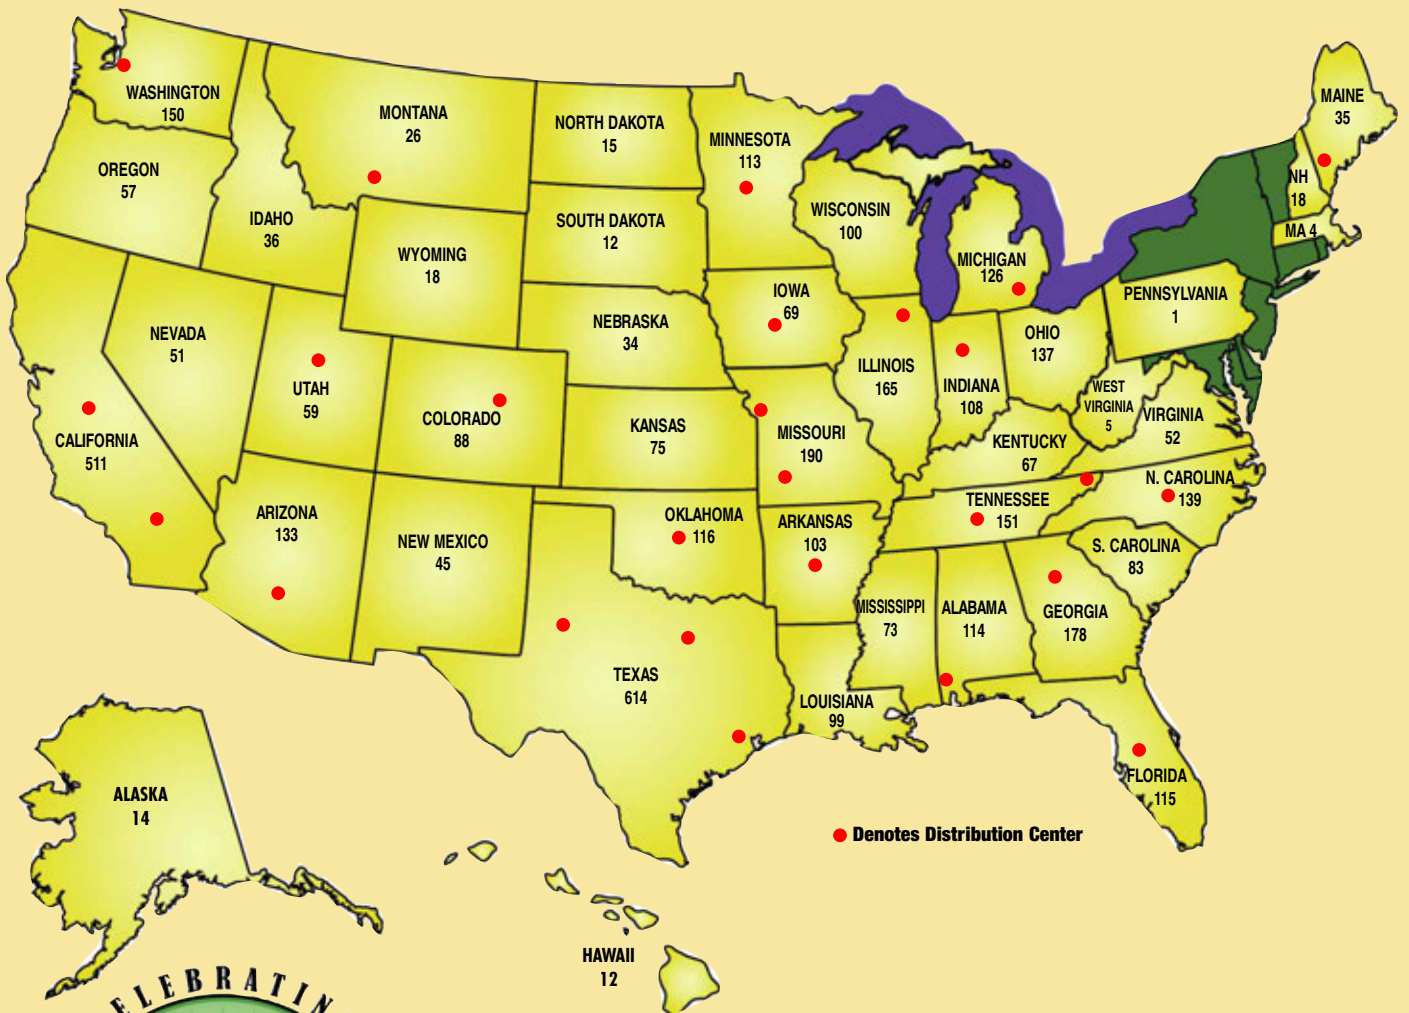 WASHINGTON
150
MONTANA
26
NORTH DAKOTA
15
MINNESOTA
113
MAINE
35
OREGON
57
IDAHO
36
WYOMING
18
SOUTH DAKOTA
12
WISCONSIN
100
MICHIGAN
126
NH
18
MA 4
NEVADA
51
UTAH
59
COLORADO
88
NEBRASKA
34
IOWA
69
ILLINOIS
165
INDIANA
108
OHIO
137
PENNSYLVANIA
1
WEST
VIRGINIA
5
VIRGINIA
52
CALIFORNIA
511
KANSAS
75
MISSOURI
190
KENTUCKY
67
ARIZONA
133
NEW MEXICO
45
OKLAHOMA
116
ARKANSAS
103
TENNESSEE
151
N. CAROLINA
139
S. CAROLINA
83
MISSISSIPPI
73
ALABAMA
114
GEORGIA
178
TEXAS
614
LOUISIANA
99
FLORIDA
115
ALASKA
14
Denotes Distribution Center
HAWAII
12
ELEBRATIN